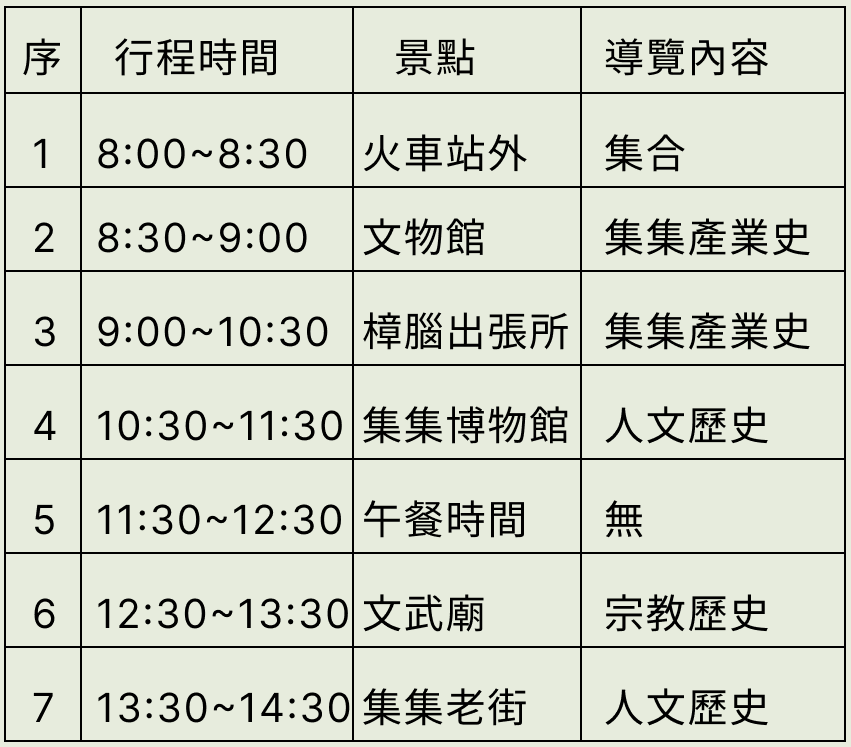 序 行程時間 景點 導覽內容
1 8:00~8:30 火車站外 集合
2 8:30~9:00 文物館 集集產業史
3 9:00~10:30 樟腦出張所 集集產業史
4 10:30~11:30 集集博物館 人文歷史
5 11:30~12:30 午餐時間 無
6 12:30~13:30 文武廟 宗教歷史
7 13:30~14:30 集集老街 人文歷史